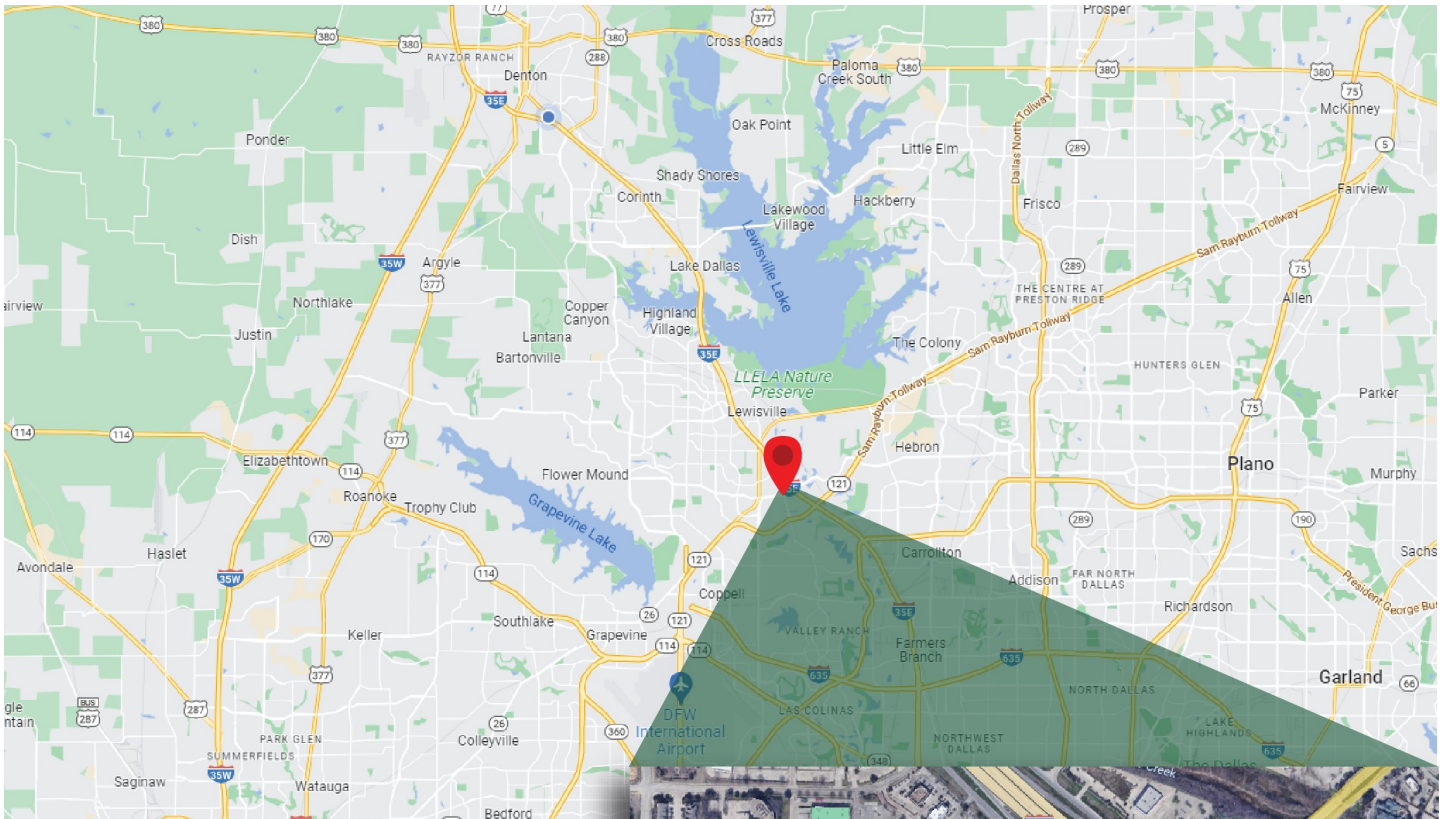 77
377
Prosper
380
380
380
380
Cross Roads
RAYZOR RANCH
288
Paloma
Creek South
380
380
380
Denton
35E
75
McKinney
Ponder
Oak Point
Dallas North Tollway
289
Little Elm
5
Shady Shores
Corinth
Lakewood
Village
Hackberry
Frisco
Fairview
Sam Rayburn Tollway
Dish
35W
Argyle
377
Lewisville Lake
Lake Dallas
289
75
THE CENTRE AT
PRESTON RIDGE
Allen
airview
Northlake
Copper
Canyon
Highland
Village
Justin
Lantana
Bartonville
35E
The Colony
Sam Rayburn Tollway
HUNTERS GLEN
LLELA Nature
Preserve
Sam Rayburn Tollway
Parker
Lewisville
75
114
114
377
Hebron
Elizabethtown
114
Flower Mound
Plano
Murphy
Roanoke
Trophy Club
Grapevine Lake
121
289
190
170
Haslet
Avondale
Carrollton
Sachs
121
114
35W
Addison
FAR NORTH
DALLAS
President George Bus
Coppell
Richardson
26
121
35E
Southlake
Grapevine
Keller
VALLEY RANCH
Farmers
Branch
114
114
635
635
377
Garland
66
NORTH DALLAS
BUS
287
287
gle
ntain
26
360
DFW
International
Airport
LAS COLINAS
LAKE
HIGHLANDS
PARK GLEN
Colleyville
NORTHWEST
DALLAS
635
SUMMERFIELDS
348
The Dallas
35W
Saginaw
Watauga
Creek
Bedford